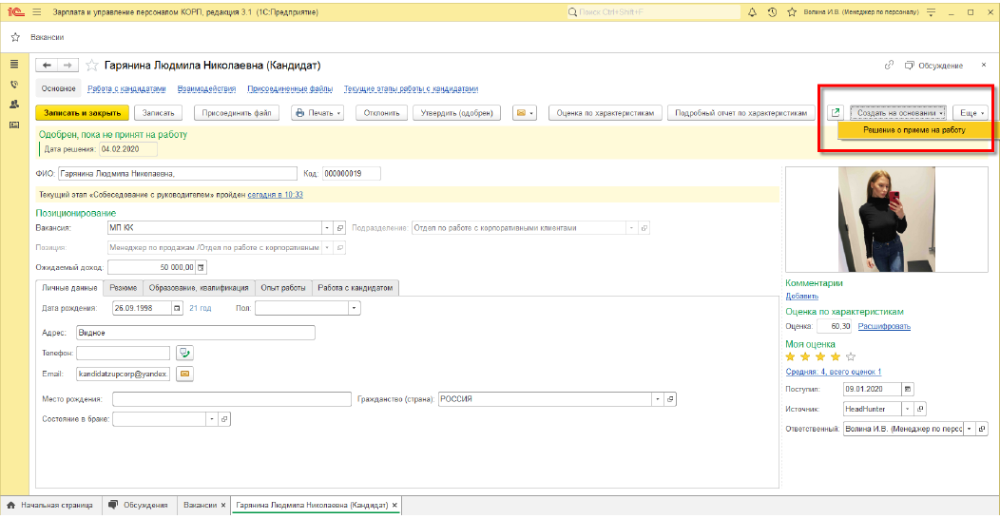 1С Зарплата и управление персоналом КОРП, редакция 3.1 (1С:Предприятие) Поиск Ctrl+Shift+F Волина И.В. (Менеджер по персоналу)
Вакансии
Гарянина Людмила Николаевна (Кандидат) Обсуждение ×
Основное Работа с кандидатами Взаимодействия Присоединенные файлы Текущие этапы работы с кандидатами
Записать и закрыть Записать Присоединить файл Печать Отклонить Утвердить (одобрен) Оценка по характеристикам Подробный отчет по характеристикам Создать на основании Еще
Решение о приеме на работу
Одобрен, пока не принят на работу
Дата решения: 04.02.2020
ФИО: Гарянина Людмила Николаевна, Код: 000000019
Текущий этап «Собеседование с руководителем» пройден сегодня в 10:33
Позиционирование
Вакансия: МП КК Подразделение: Отдел по работе с корпоративными клиентами
Позиция: Менеджер по продажам /Отдел по работе с корпоративным
Ожидаемый доход: 50 000,00
Личные данные Резюме Образование, квалификация Опыт работы Работа с кандидатом
Дата рождения: 26.09.1998 21 год Пол:
Адрес: Видное
Телефон:
Email: kandidatzupcorp@yandex.
Место рождения: Гражданство (страна): РОССИЯ
Состояние в браке:
Комментарии
Добавить
Оценка по характеристикам
Оценка: 60,30 Расшифровать
Моя оценка
Средняя: 4, всего оценок 1
Поступил: 09.01.2020
Источник: HeadHunter
Ответственный: Волина И.В. (Менеджер по персс
Начальная страница Обсуждения Вакансии × Гарянина Людмила Николаевна (Кандидат) ×